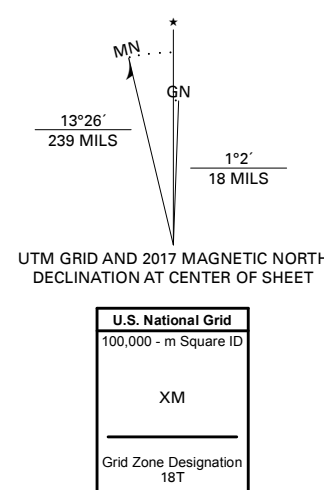 ★
MN
GN
13°26´
239 MILS
1°2´
18 MILS
UTM GRID AND 2017 MAGNETIC NORTH
DECLINATION AT CENTER OF SHEET
U.S. National Grid
100,000 - m Square ID
XM
Grid Zone Designation
18T